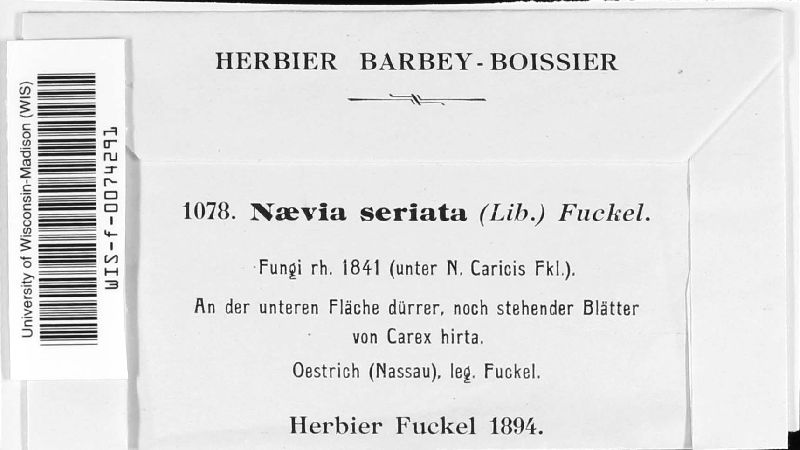 HERBIER BARBEY-BOISSIER
1078. Nævia seriata (Lib.) Fuckel.
Fungi rh. 1841 (unter N. Caricis Fkl.).
An der unteren Fläche dürrer, noch stehender Blätter
von Carex hirta.
Oestrich (Nassau), leg. Fuckel.
Herbier Fuckel 1894.
University of Wisconsin-Madison (WIS)
WIS-f-0074291